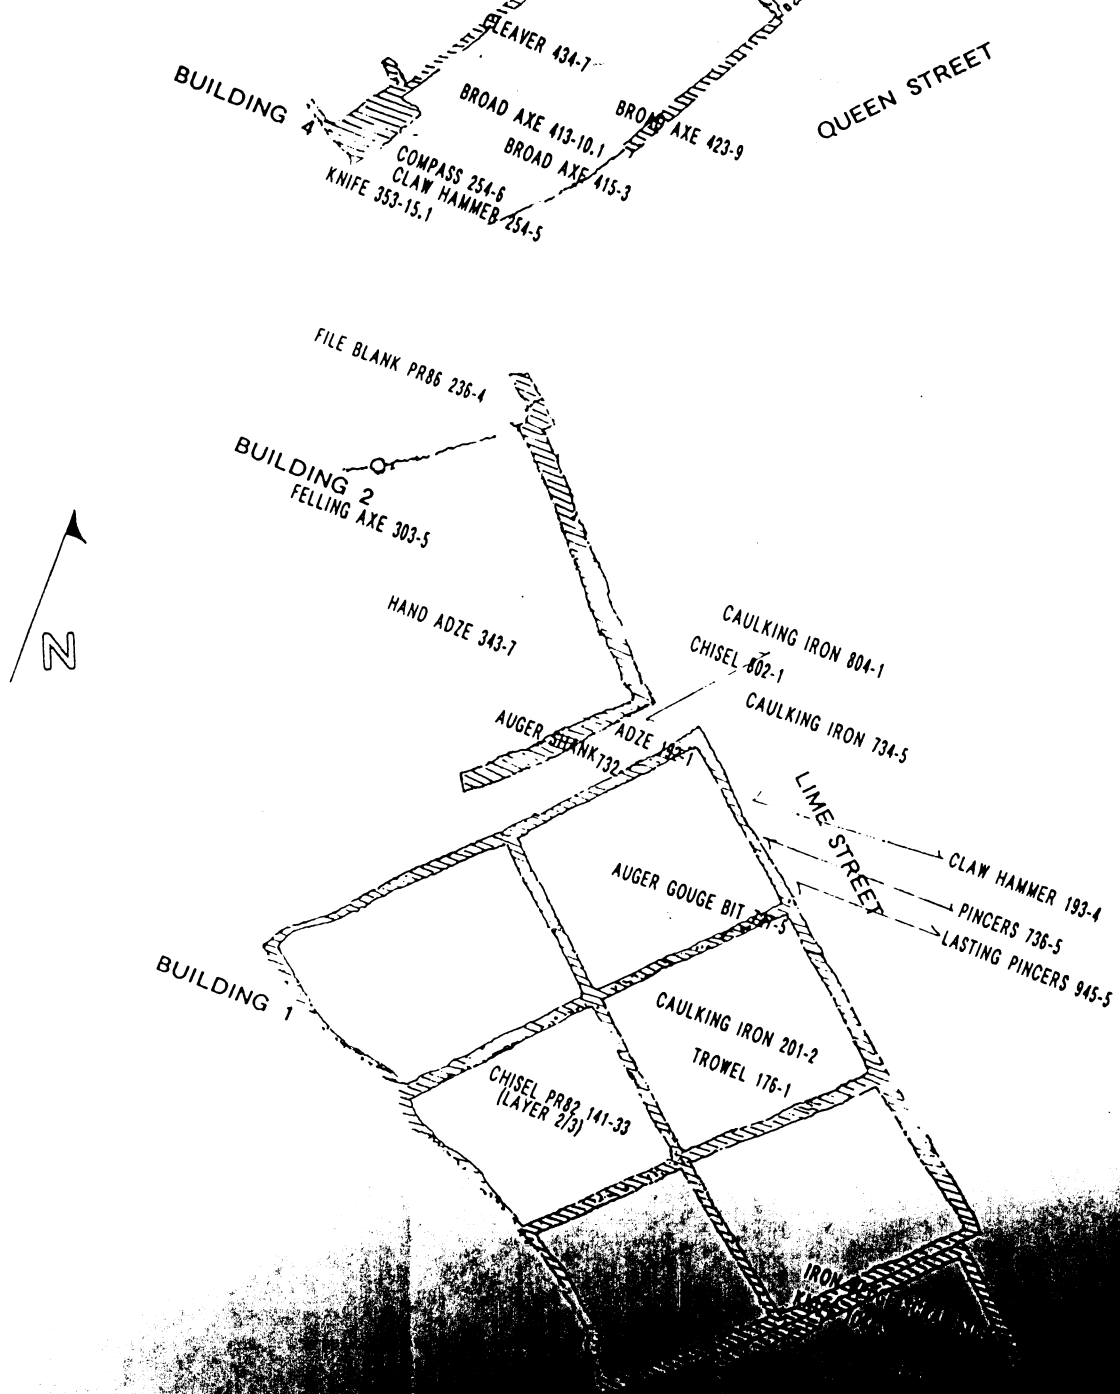 CLEAVER 434-7
QUEEN STREET
BUILDING 4
BROAD AXE 413-10.1
BROAD AXE 423-9
BROAD AXE 415-3
COMPASS 254-6
CLAW HAMMER 254-5
KNIFE 353-15.1
FILE BLANK PR86 236-4
BUILDING 2
FELLING AXE 303-5
N
HAND ADZE 343-7
CAULKING IRON 804-1
CHISEL 802-1
CAULKING IRON 734-5
AUGER SHANK 732-
ADZE 192-1
LIME STREET
CLAW HAMMER 193-4
PINCERS 736-5
LASTING PINCERS 945-5
AUGER GOUGE BIT
BUILDING 1
CAULKING IRON 201-2
TROWEL 176-1
CHISEL PR82 141-33
(LAYER 2/3)
IRON